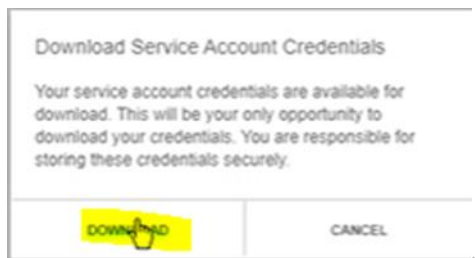 Download Service Account Credentials
Your service account credentials are available for
download. This will be your only opportunity to
download your credentials. You are responsible for
storing these credentials securely.
DOWNLOAD
CANCEL